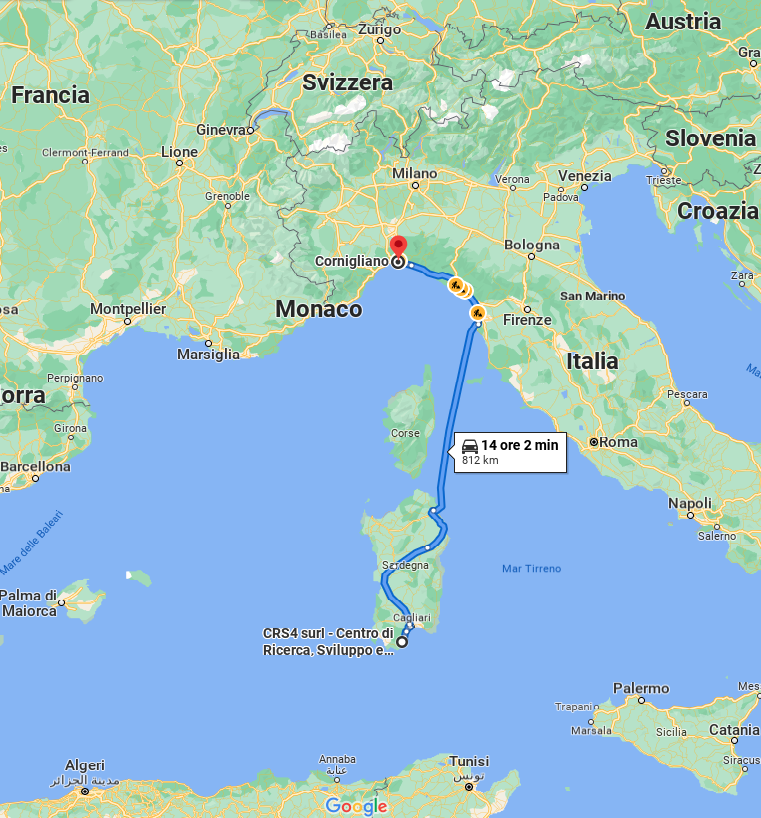 Austria
Basilea
Zurigo
Gra
Svizzera
Francia
Ginevra
Slovenia
Clermont-Ferrand
Lione
Milano
Verona
Venezia
Trieste
Padova
Grenoble
Croazia
Bologna
Cornigliano
Zara
San Marino
Montpellier
Monaco
Firenze
Marsiglia
Italia
Perpignano
orra
Pescara
Girona
Corse
14 ore 2 min
812 km
Roma
Barcellona
na
Napoli
Salerno
Mare delle Baleari
Sardegna
Mar Tirreno
Palma di
Maiorca
Cagliari
CRS4 surl - Centro di
Ricerca, Sviluppo e...
Palermo
Mes
Trapani
Marsala
Sicilia
Catania
Siracus
Algeri
مدينة الجزائر
Annaba
عنابة
Tunisi
تونس
Google